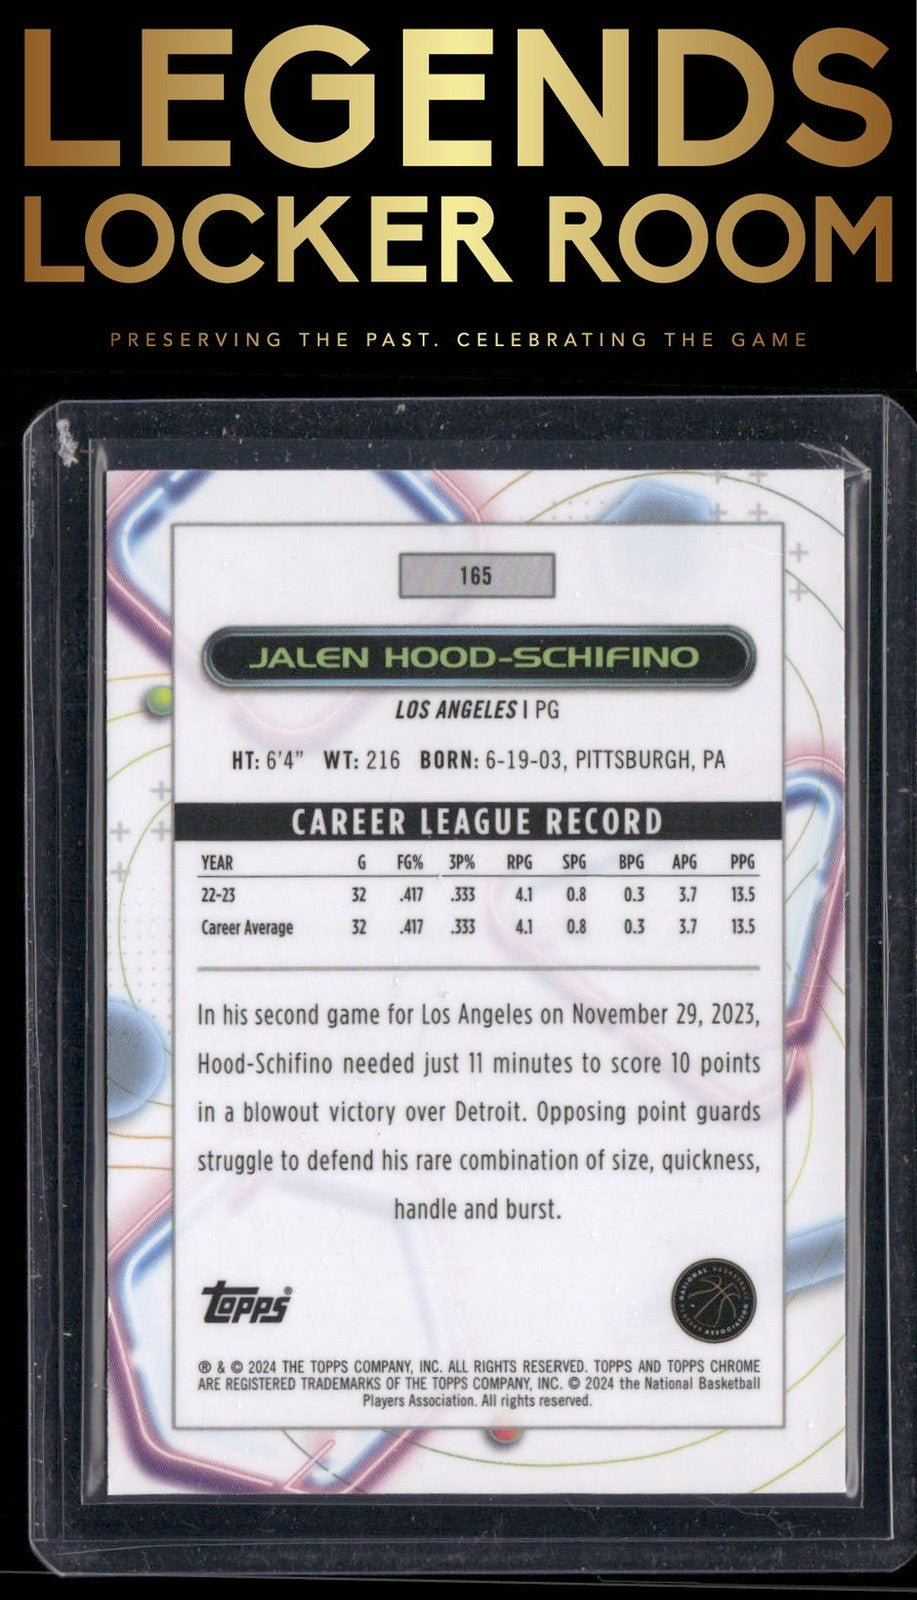 LEGENDS
LOCKER ROOM
PRESERVING THE PAST. CELEBRATING THE GAME
165
JALEN HOOD-SCHIFINO
LOS ANGELES | PG
HT: 6'4" WT: 216 BORN: 6-19-03, PITTSBURGH, PA
CAREER LEAGUE RECORD
YEAR G FG% 3P% RPG SPG BPG APG PPG
22-23 32 .417 .333 4.1 0.8 0.3 3.7 13.5
Career Average 32 .417 .333 4.1 0.8 0.3 3.7 13.5
In his second game for Los Angeles on November 29, 2023,
Hood-Schifino needed just 11 minutes to score 10 points
in a blowout victory over Detroit. Opposing point guards
struggle to defend his rare combination of size, quickness,
handle and burst.
Topps®
NATIONAL BASKETBALL
PLAYERS ASSOCIATION
® & © 2024 THE TOPPS COMPANY, INC. ALL RIGHTS RESERVED. TOPPS AND TOPPS CHROME
ARE REGISTERED TRADEMARKS OF THE TOPPS COMPANY, INC. © 2024 the National Basketball
Players Association. All rights reserved.